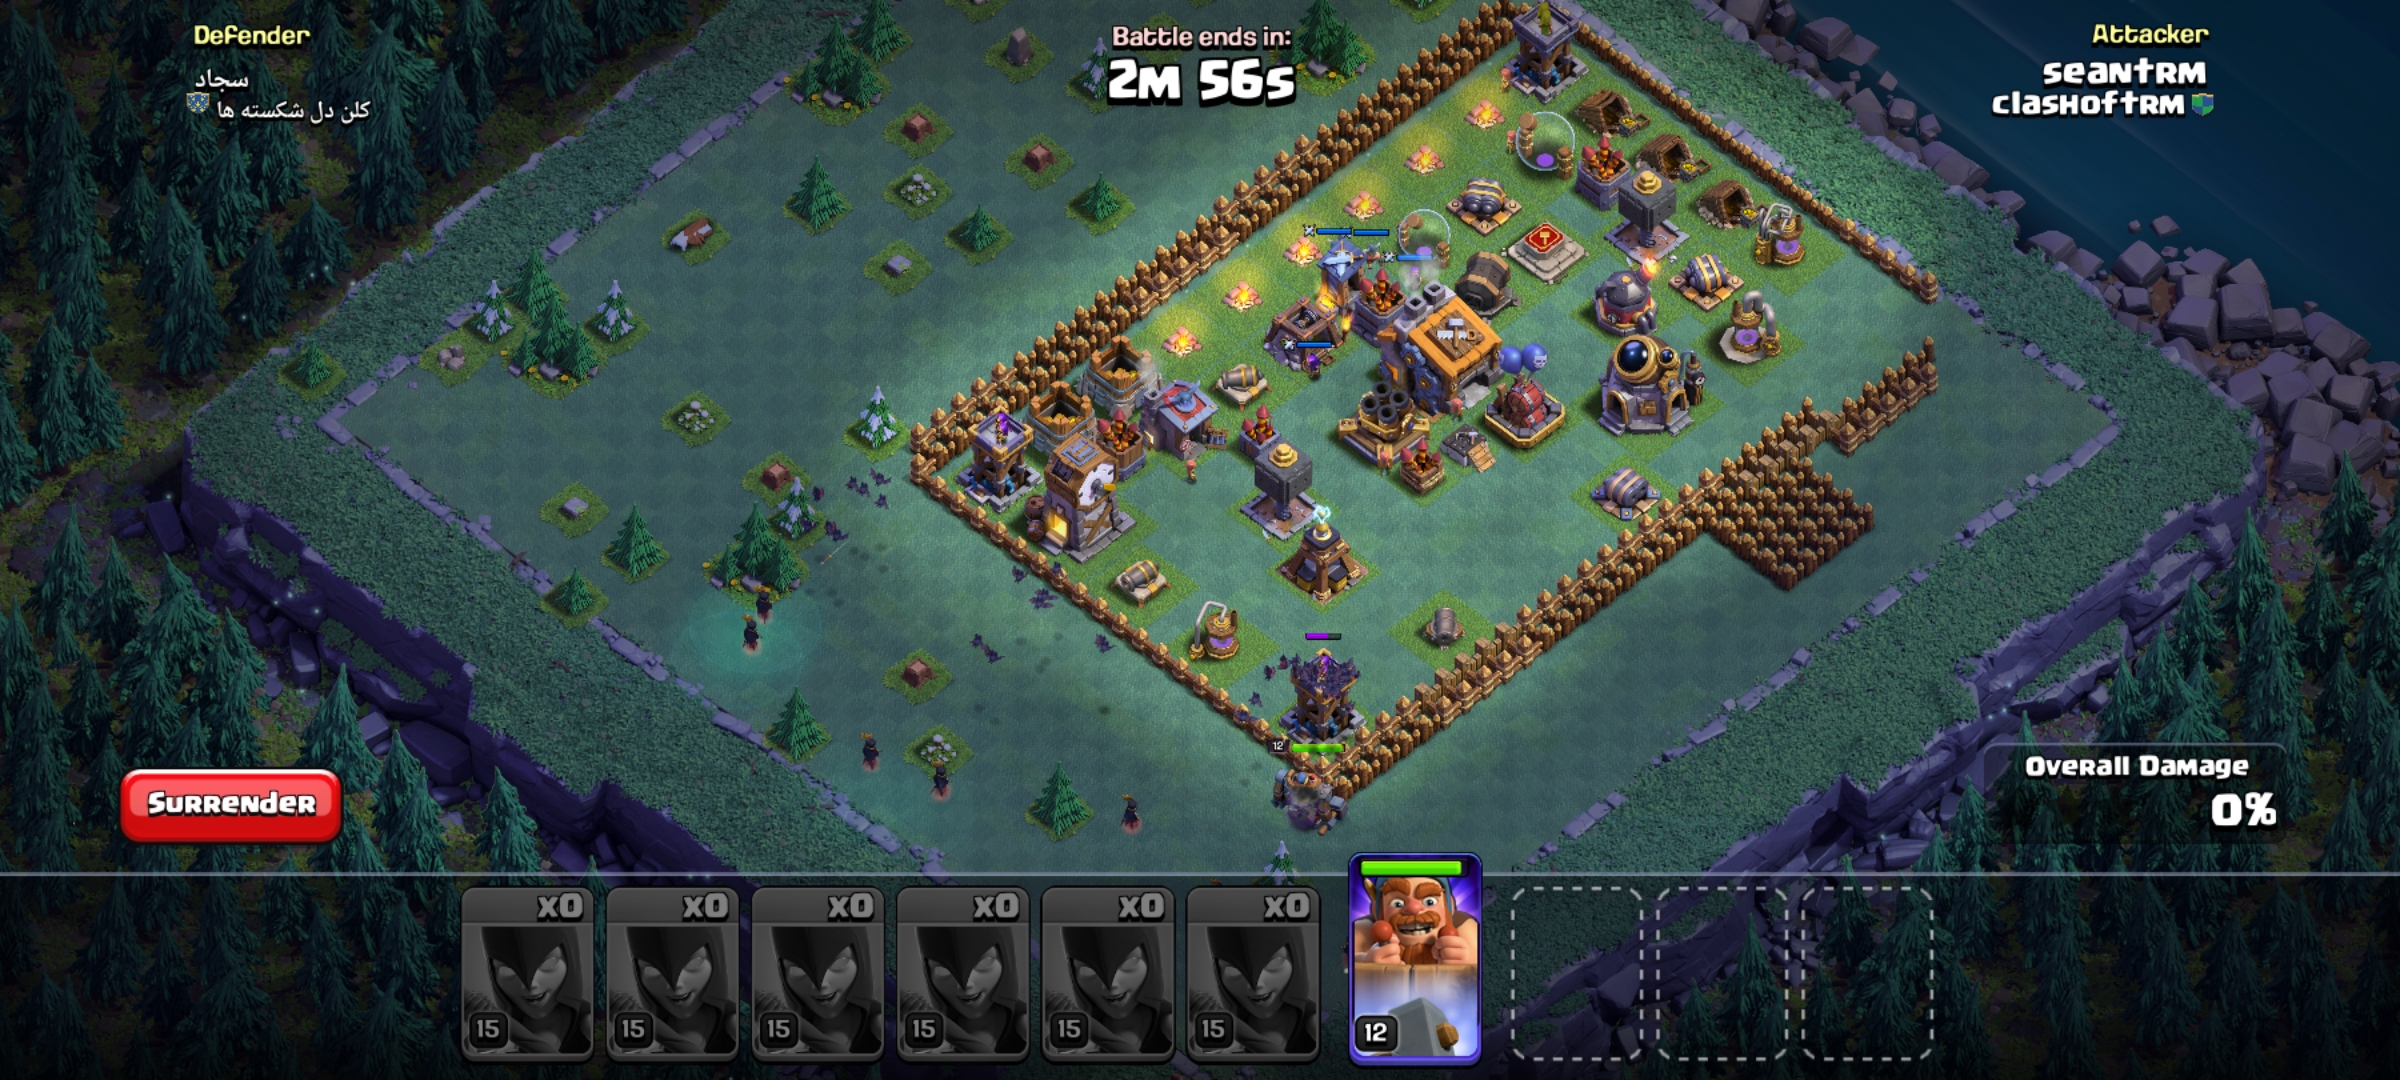 Defender
سجاد
کلن دل شکسته ها
Battle ends in:
2M 56s
Attacker
seantRM
clashoftRM
12
Surrender
Overall Damage
0%
x0
x0
x0
x0
x0
x0
15
15
15
15
15
15
12